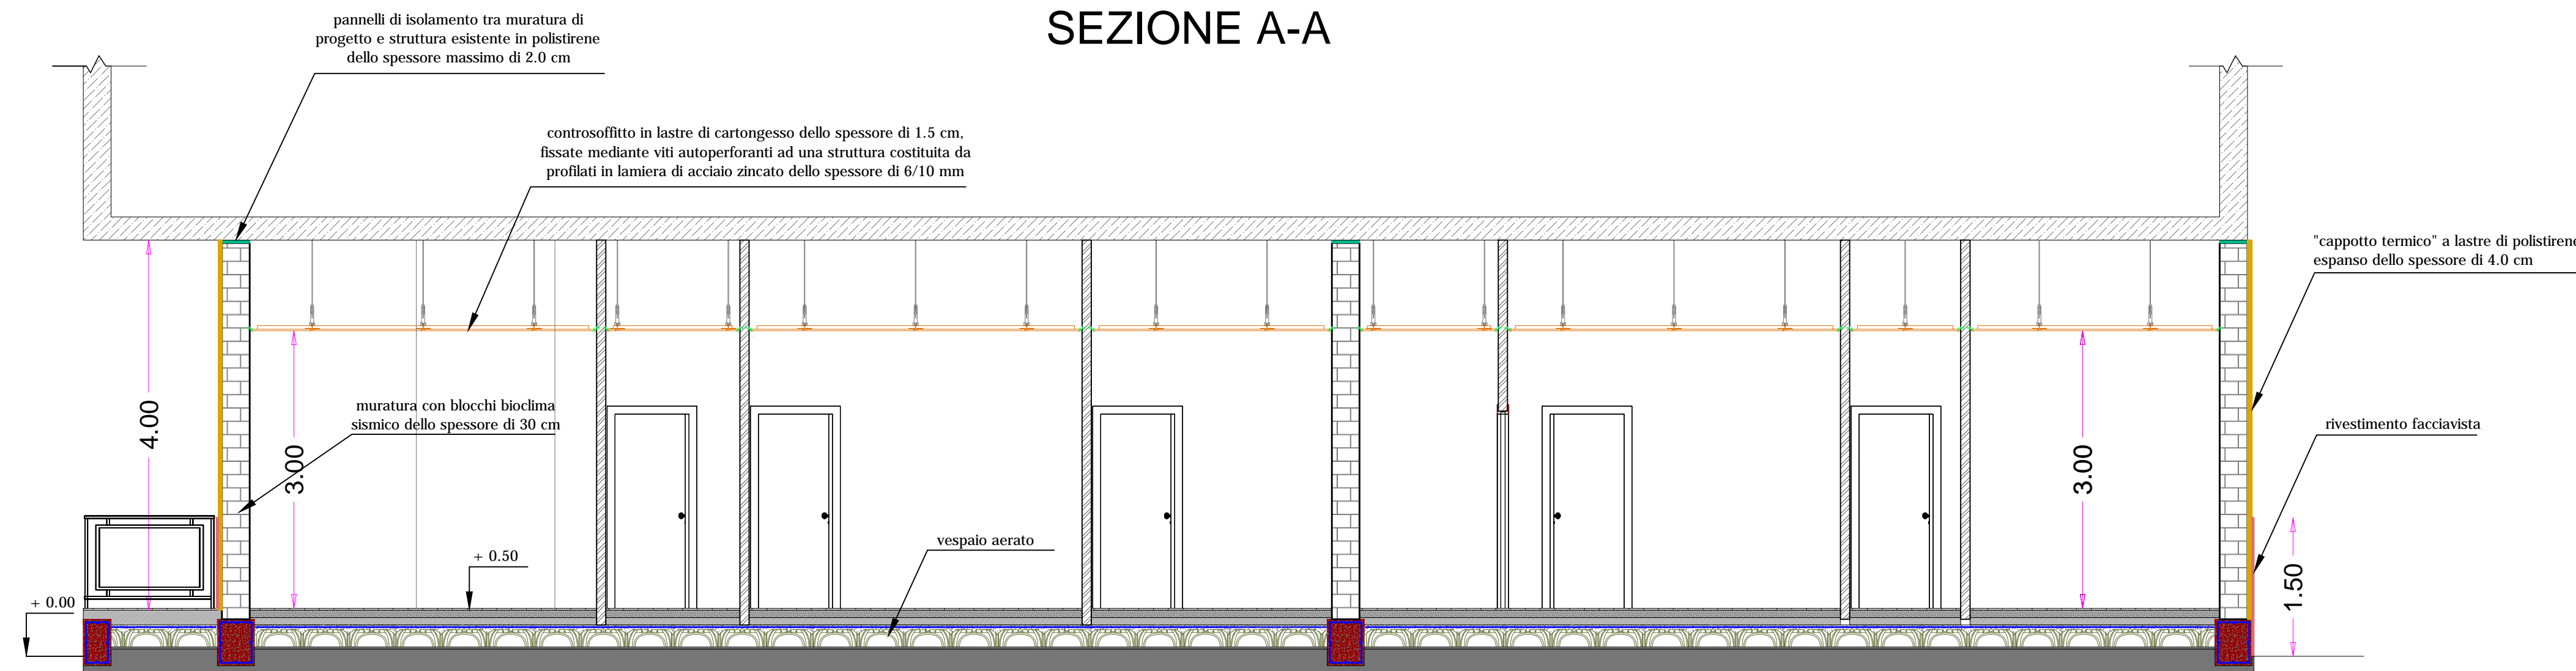 SEZIONE A-A
pannelli di isolamento tra muratura di
progetto e struttura esistente in polistirene
dello spessore massimo di 2.0 cm
controsoffitto in lastre di cartongesso dello spessore di 1.5 cm,
fissate mediante viti autoperforanti ad una struttura costituita da
profilati in lamiera di acciaio zincato dello spessore di 6/10 mm
"cappotto termico" a lastre di polistirene
espanso dello spessore di 4.0 cm
4.00
muratura con blocchi bioclima
sismico dello spessore di 30 cm
3.00
3.00
rivestimento facciavista
vespaio aerato
+ 0.50
+ 0.00
1.50